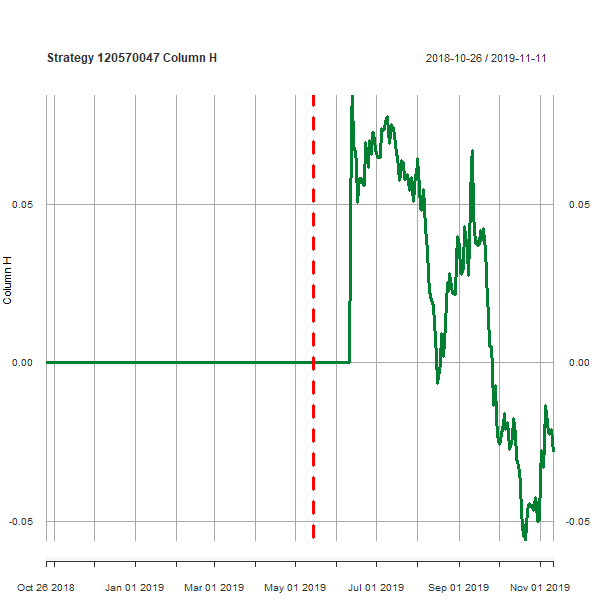 Strategy 120570047 Column H
2018-10-26 / 2019-11-11
0.05
0.05
Column H
0.00
0.00
-0.05
-0.05
Oct 26 2018
Jan 01 2019
Mar 01 2019
May 01 2019
Jul 01 2019
Sep 01 2019
Nov 01 2019